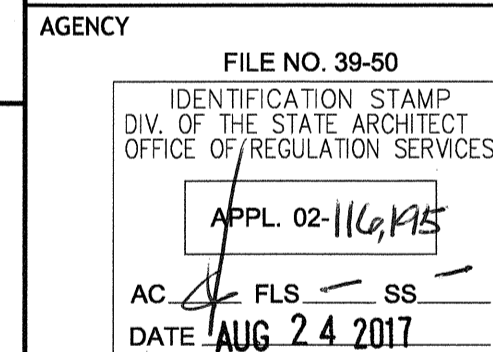 AGENCY
FILE NO. 39-50
IDENTIFICATION STAMP
DIV. OF THE STATE ARCHITECT
OFFICE OF REGULATION SERVICES
APPL. 02-116,195
AC FLS — SS —
DATE AUG 24 2017